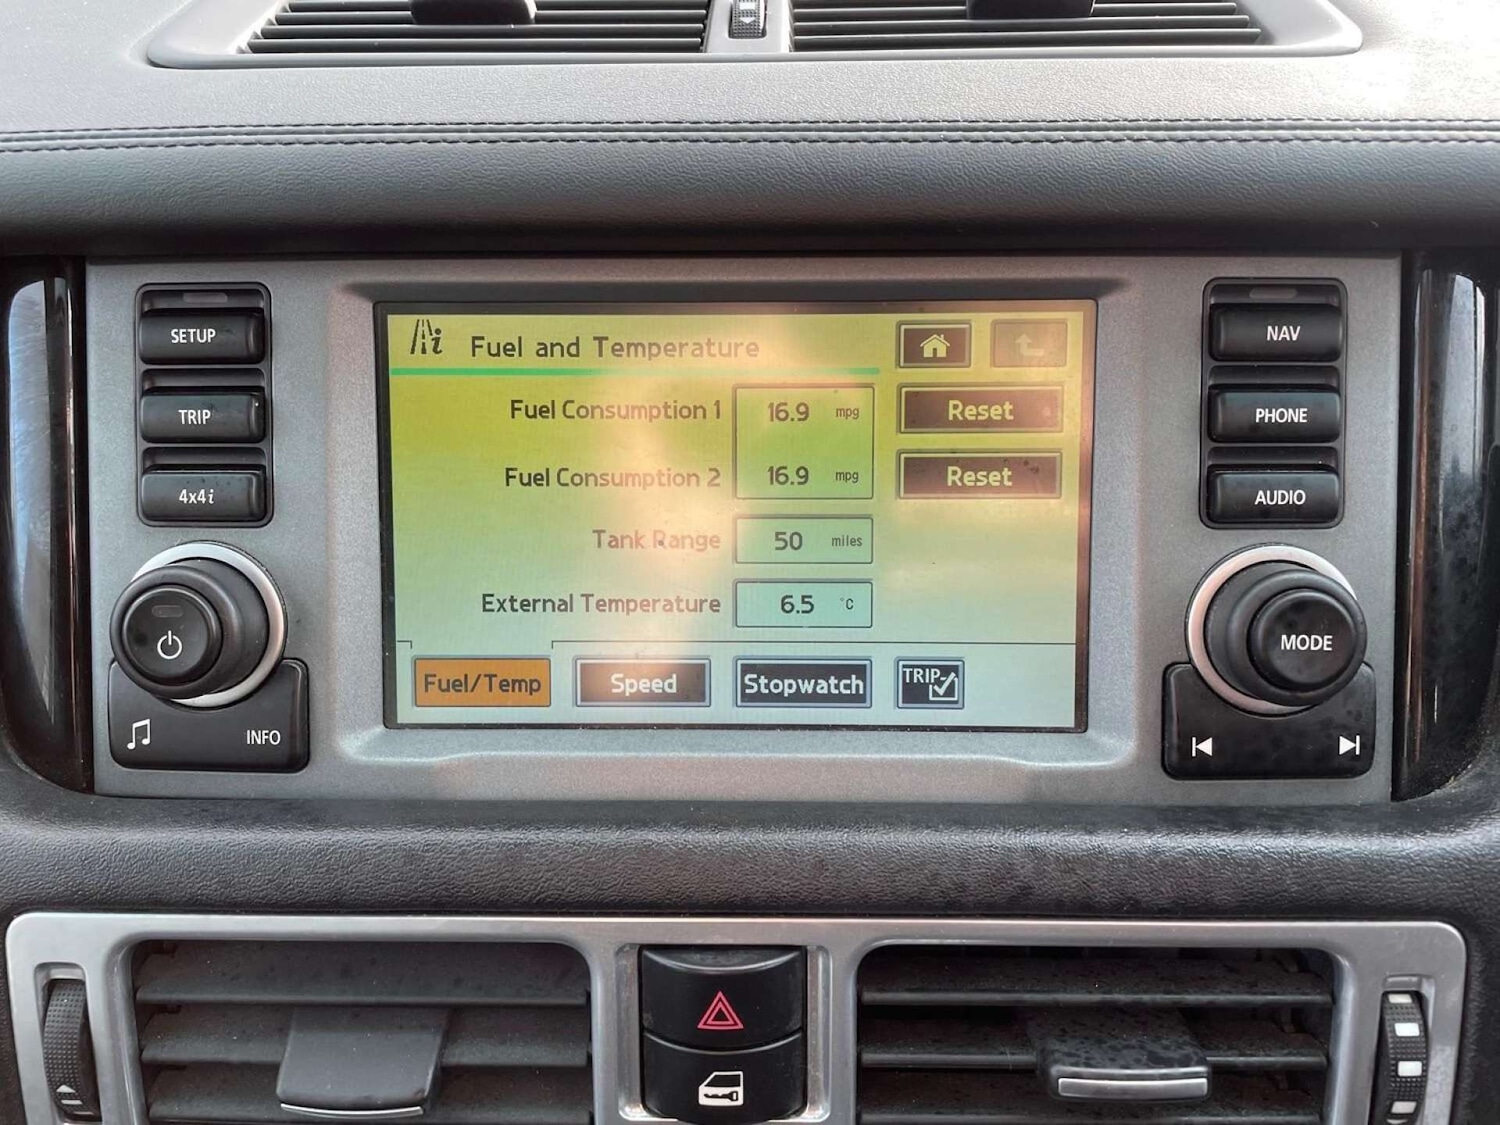 SETUP
TRIP
4x4i
INFO
Fuel and Temperature
Fuel Consumption 1 16.9 mpg Reset
Fuel Consumption 2 16.9 mpg Reset
Tank Range 50 miles
External Temperature 6.5 °C
Fuel/Temp Speed Stopwatch TRIP
NAV
PHONE
AUDIO
MODE